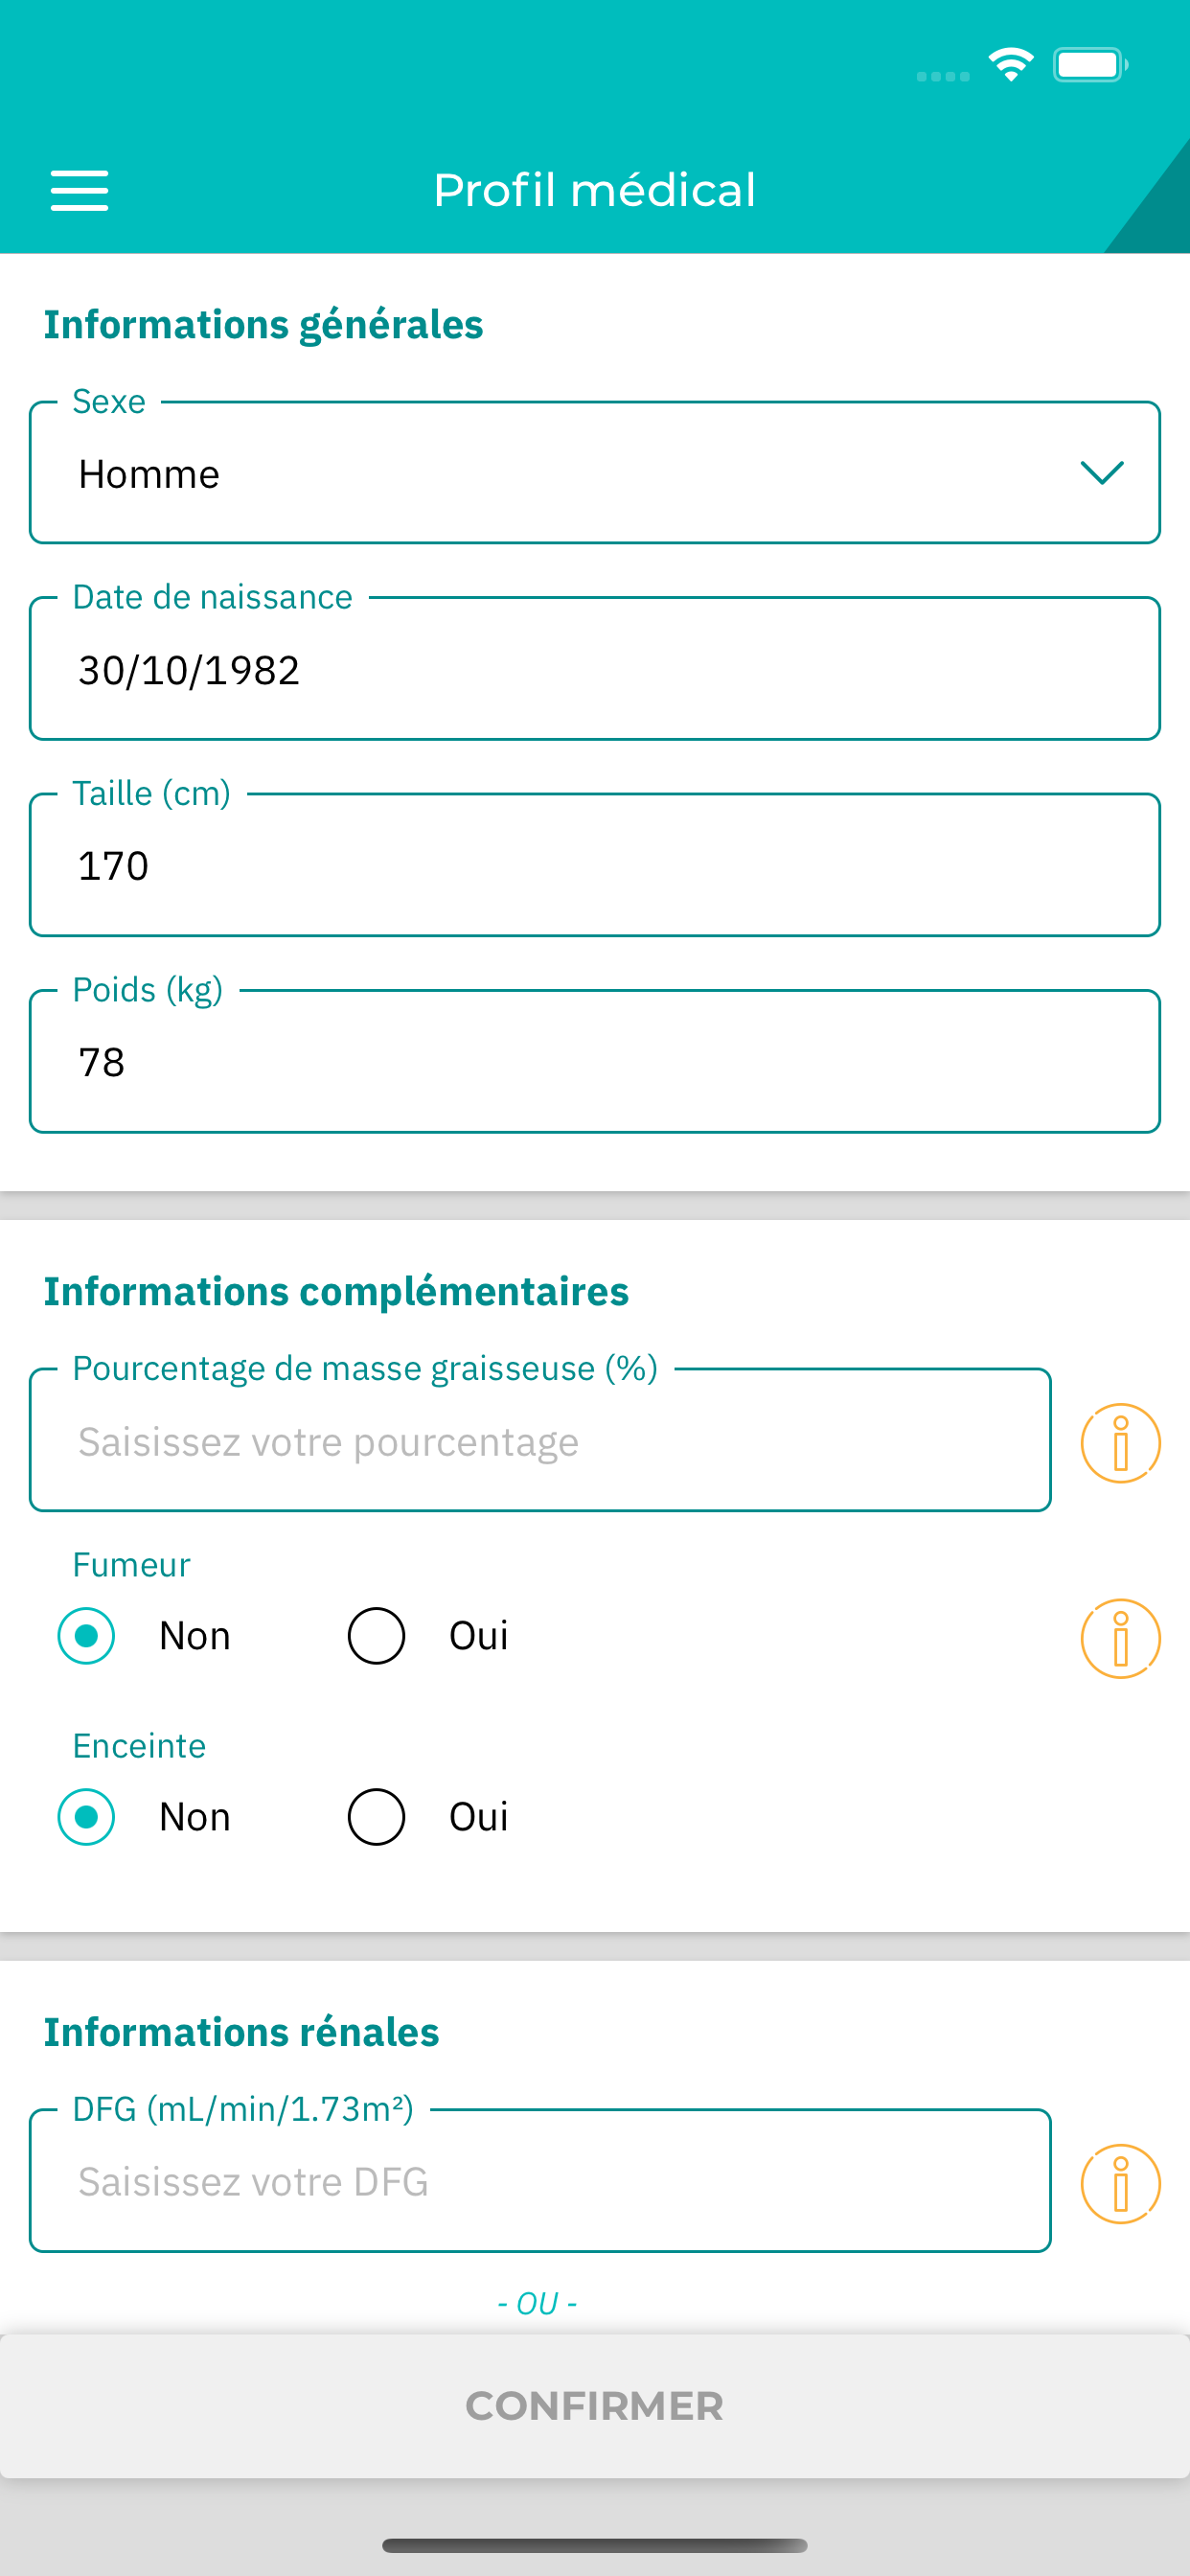 Profil médical
Informations générales
Sexe
Homme
Date de naissance
30/10/1982
Taille (cm)
170
Poids (kg)
78
Informations complémentaires
Pourcentage de masse graisseuse (%)
Saisissez votre pourcentage
Fumeur
Non Oui
Enceinte
Non Oui
Informations rénales
DFG (mL/min/1.73m²)
Saisissez votre DFG
- OU -
CONFIRMER